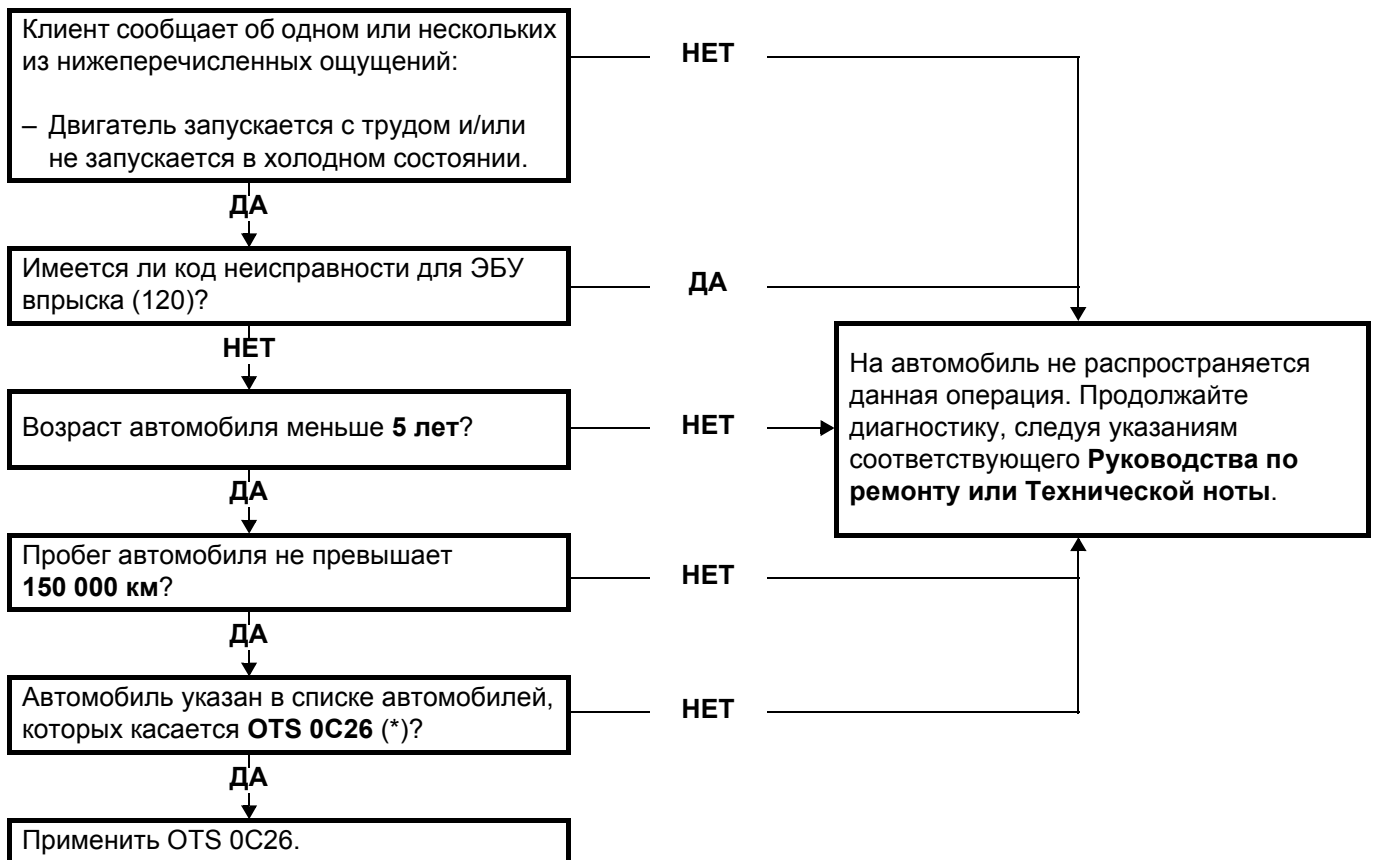 Клиент сообщает об одном или нескольких
из нижеперечисленных ощущений:
– Двигатель запускается с трудом и/или
не запускается в холодном состоянии.
НЕТ
ДА
Имеется ли код неисправности для ЭБУ
впрыска (120)?
ДА
НЕТ
Возраст автомобиля меньше 5 лет?
НЕТ
На автомобиль не распространяется
данная операция. Продолжайте
диагностику, следуя указаниям
соответствующего Руководства по
ремонту или Технической ноты.
ДА
Пробег автомобиля не превышает
150 000 км?
НЕТ
ДА
Автомобиль указан в списке автомобилей,
которых касается OTS 0C26 (*)?
НЕТ
ДА
Применить OTS 0C26.